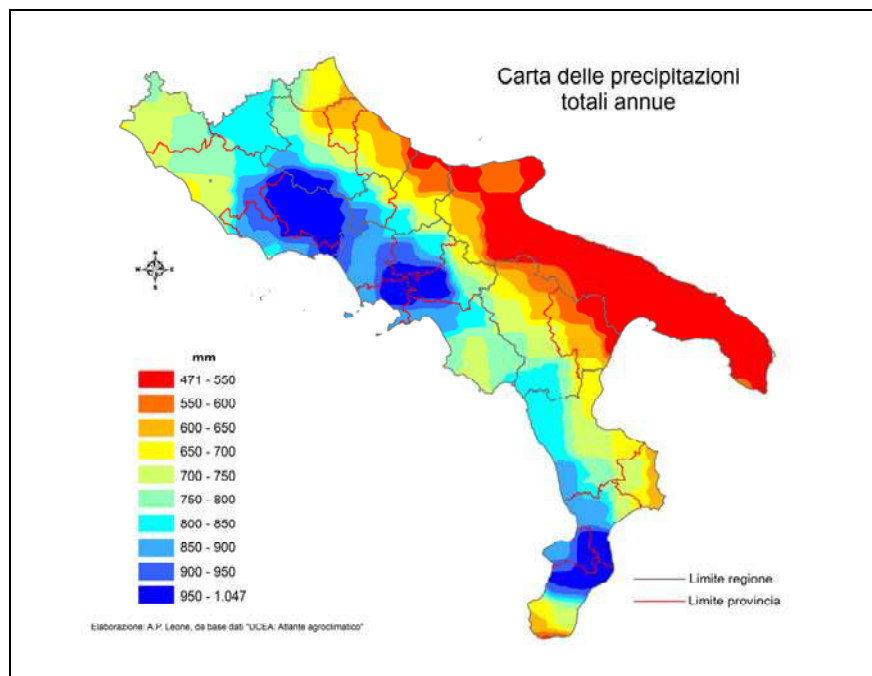 Carta delle precipitazioni
totali annue
N
W E
S
mm
471 - 550
550 - 600
600 - 650
650 - 700
700 - 750
750 - 800
800 - 850
850 - 900
900 - 950
950 - 1.047
Limite regione
Limite provincia
Elaborazione: A.P. Leone, da base dati "UCEA: Atlante agroclimatico"